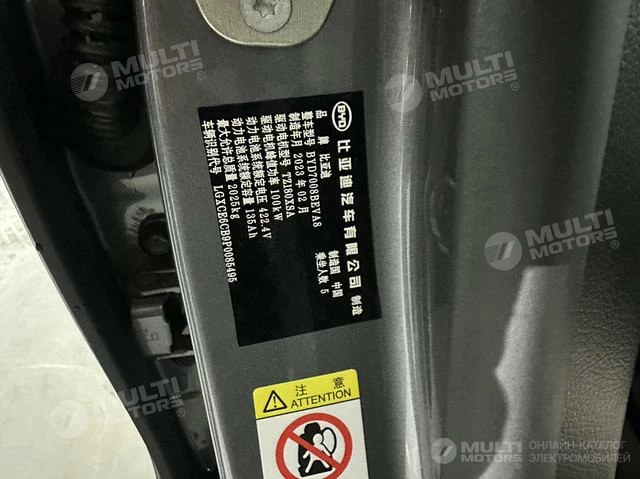 BYD 比亚迪汽车有限公司 制造
品 牌 比亚迪 制造国 中国
整车型号 BYD7008BEVA8 乘坐人数 5
制造年月 2023 年 02 月
驱动电机型号 TZ180XSA
驱动电机峰值功率 100kW
动力电池系统额定电压 422.4V
动力电池系统额定容量 135Ah
最大允许总质量 2025kg
车辆识别代号 LGXCE6CB9P0085495
注 意
ATTENTION
MULTI MOTORS
MULTI MOTORS
MULTI MOTORS
MULTI MOTORS
MULTI MOTORS
MULTI MOTORS
ОНЛАЙН-КАТАЛОГ
ЭЛЕКТРОМОБИЛЕЙ